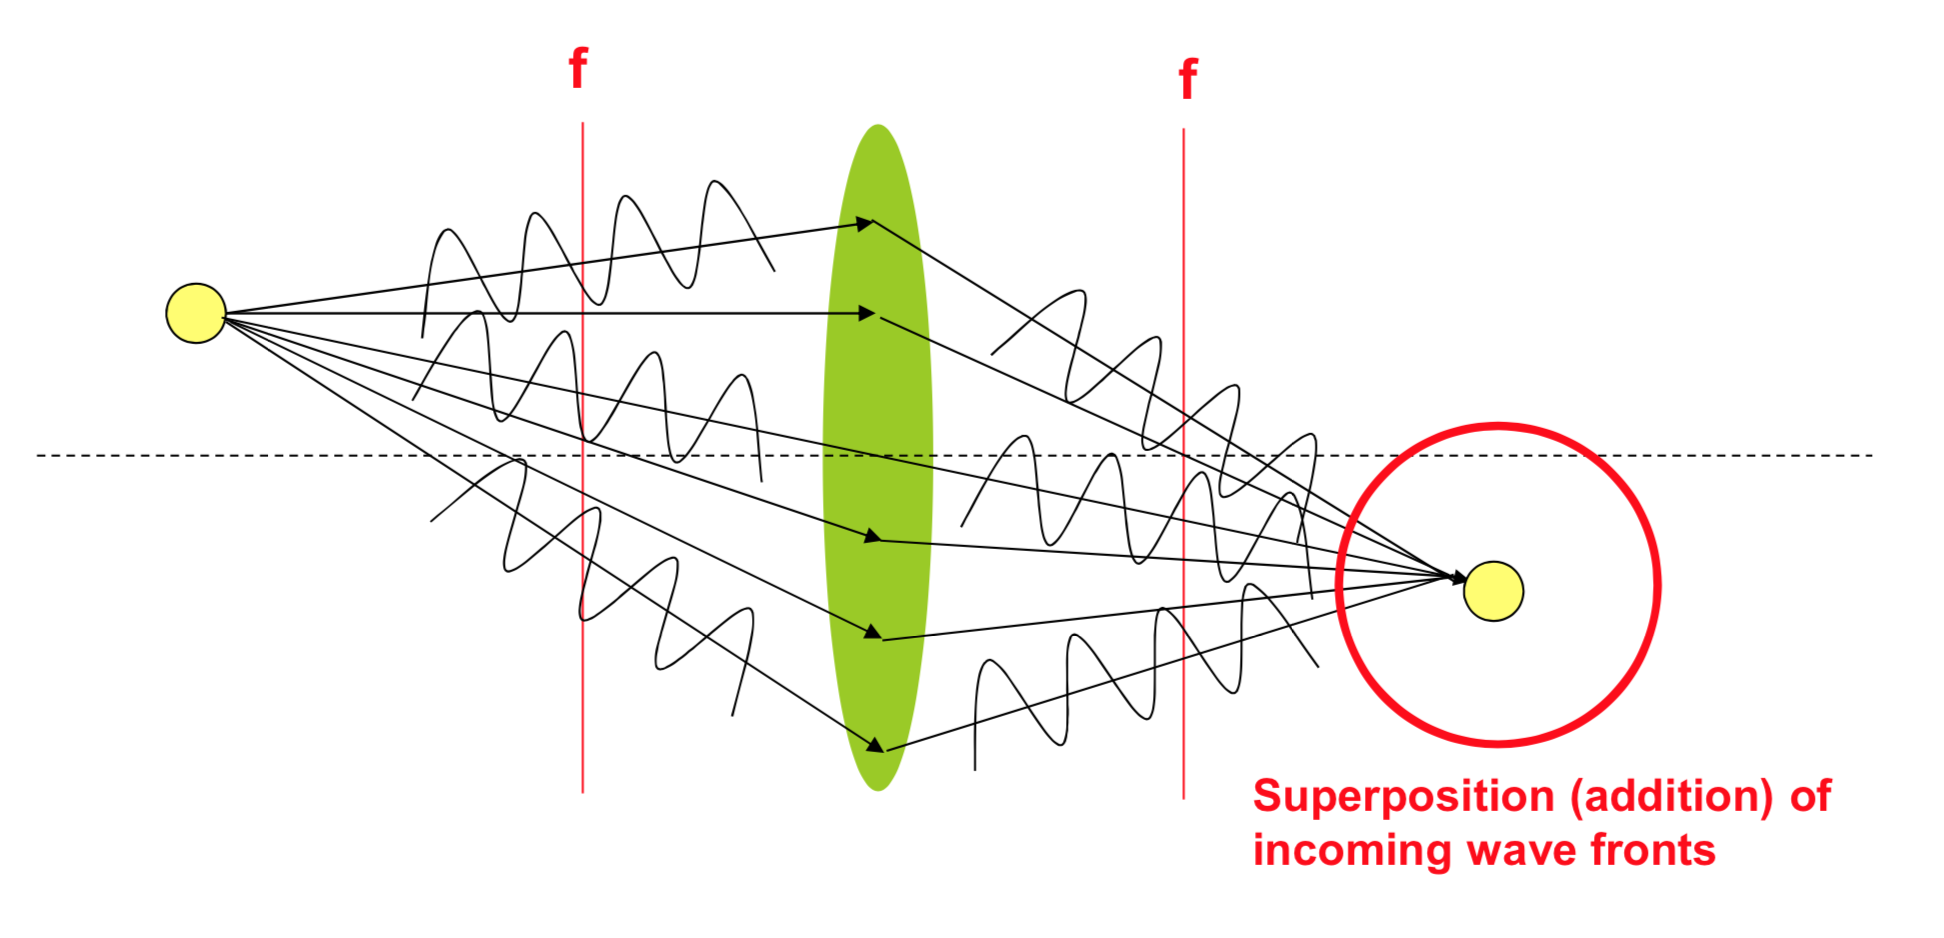 f
f
Superposition (addition) of
incoming wave fronts